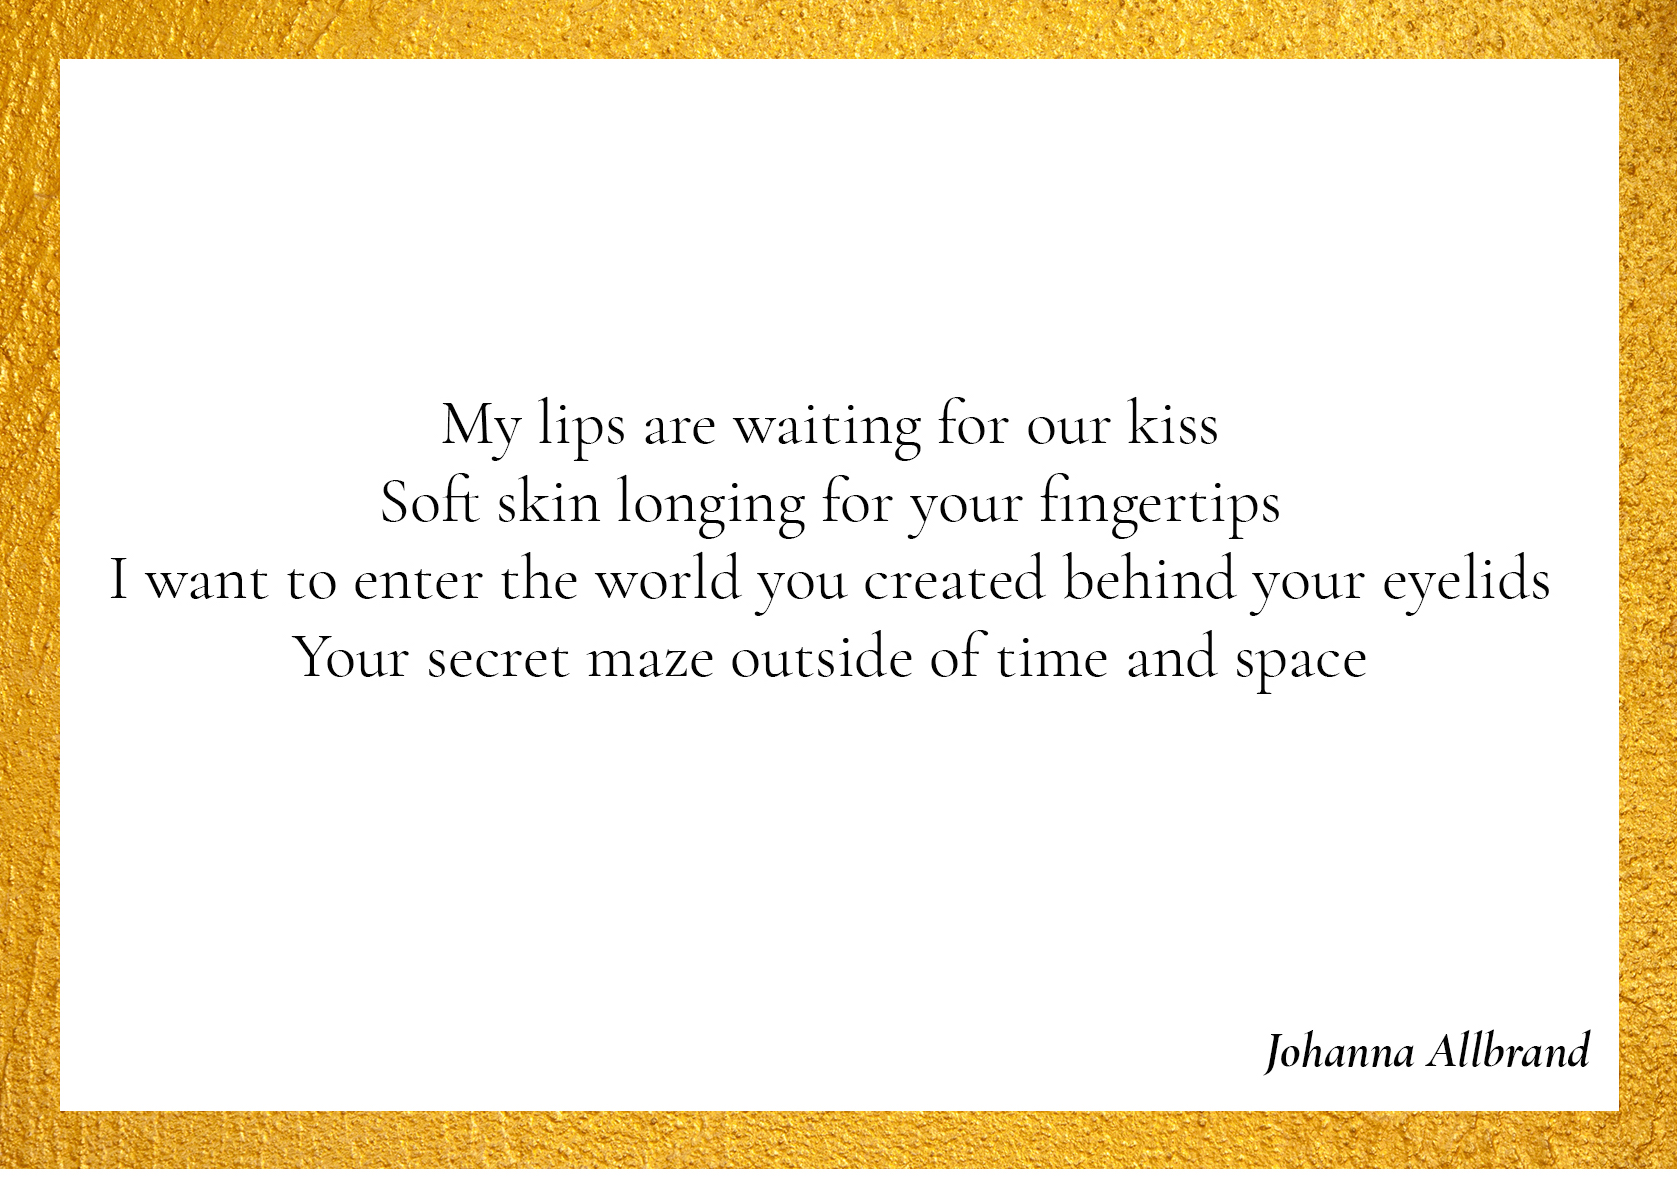 My lips are waiting for our kiss
Soft skin longing for your fingertips
I want to enter the world you created behind your eyelids
Your secret maze outside of time and space
Johanna Allbrand